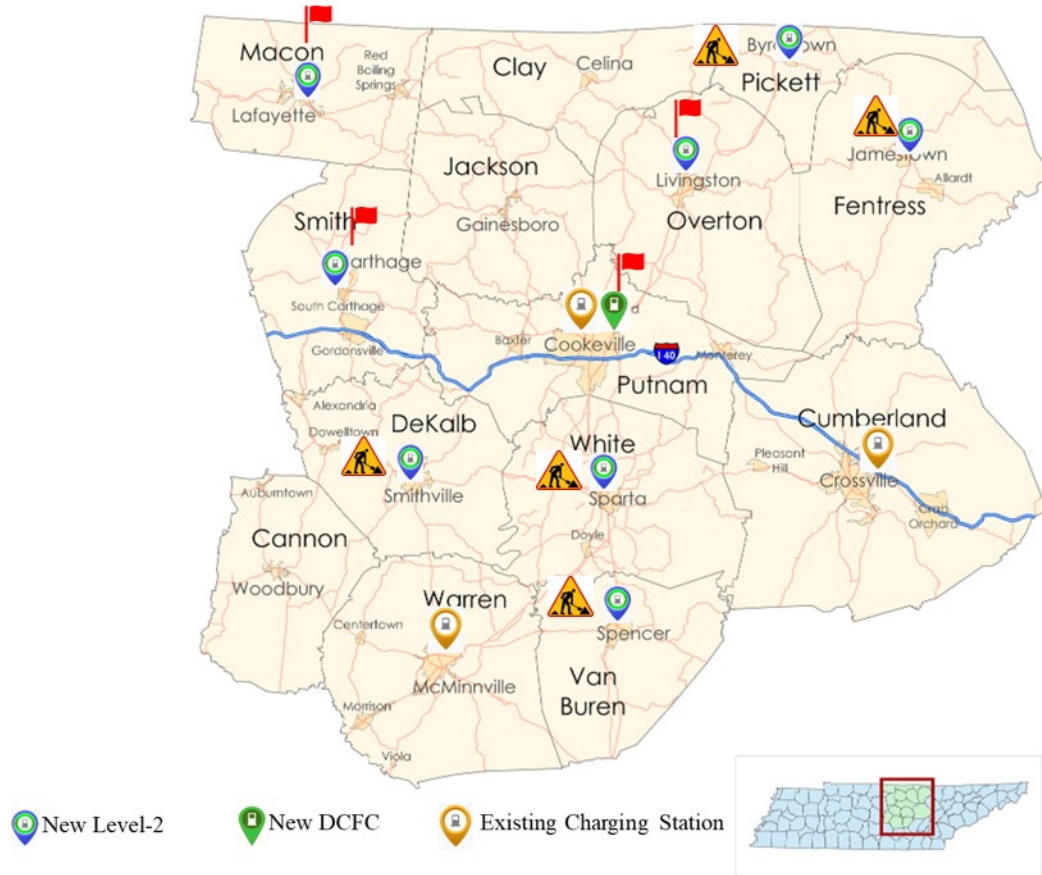 Macon
Red
Boiling
Springs
Lafayette
Clay
Celina
Pickett
Jackson
Gainesboro
Livingston
Overton
Jamestown
Allardt
Fentress
Smith
arthage
South Carthage
Gordonsville
Baxter
Cookeville
d
I 40
Monterey
Putnam
Cumberland
Pleasant
Hill
Crossville
Crab
Orchard
Alexandria
Dowelltown
DeKalb
Smithville
White
Sparta
Doyle
Auburntown
Cannon
Woodbury
Warren
Centertown
McMinnville
Morrison
Viola
Spencer
Van
Buren
New Level-2
New DCFC
Existing Charging Station